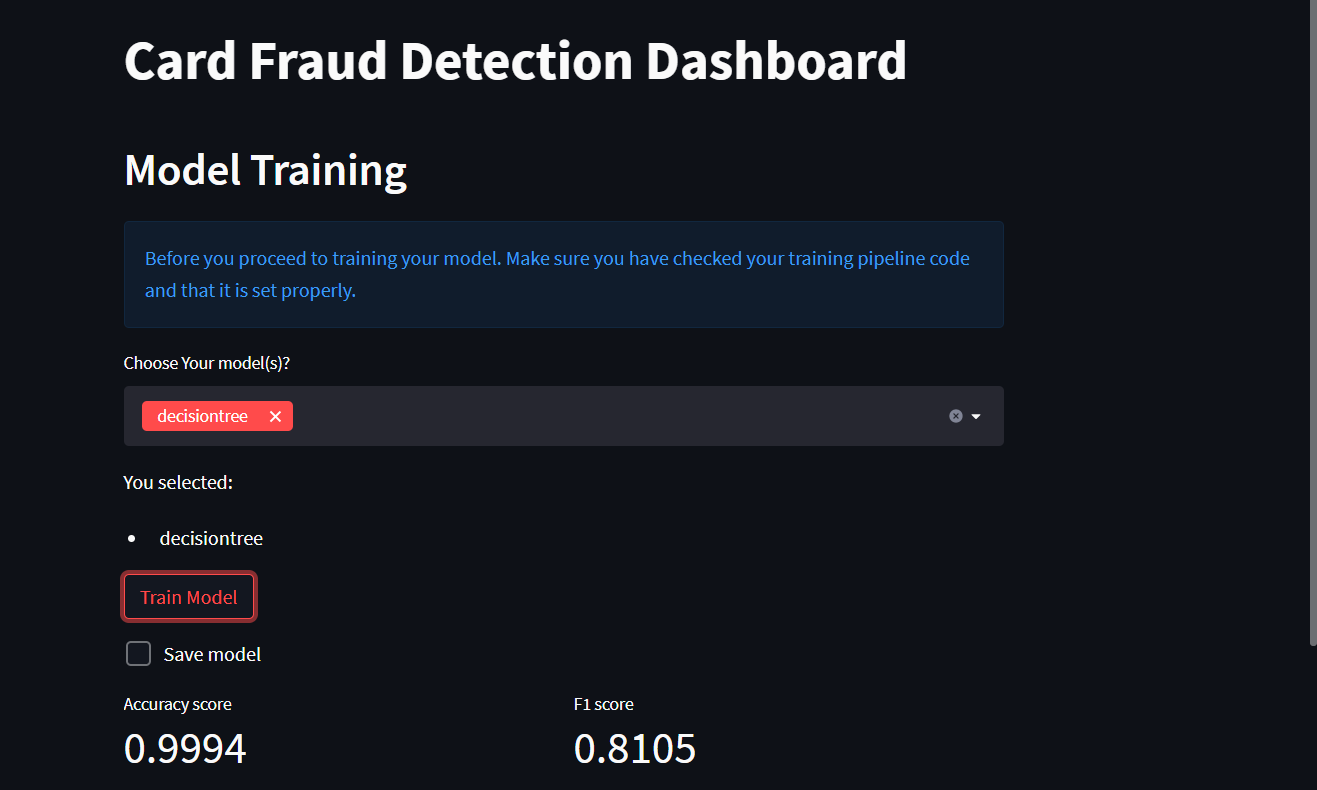 Card Fraud Detection Dashboard
Model Training
Before you proceed to training your model. Make sure you have checked your training pipeline code
and that it is set properly.
Choose Your model(s)?
decisiontree
You selected:
decisiontree
Train Model
Save model
Accuracy score
F1 score
0.9994
0.8105